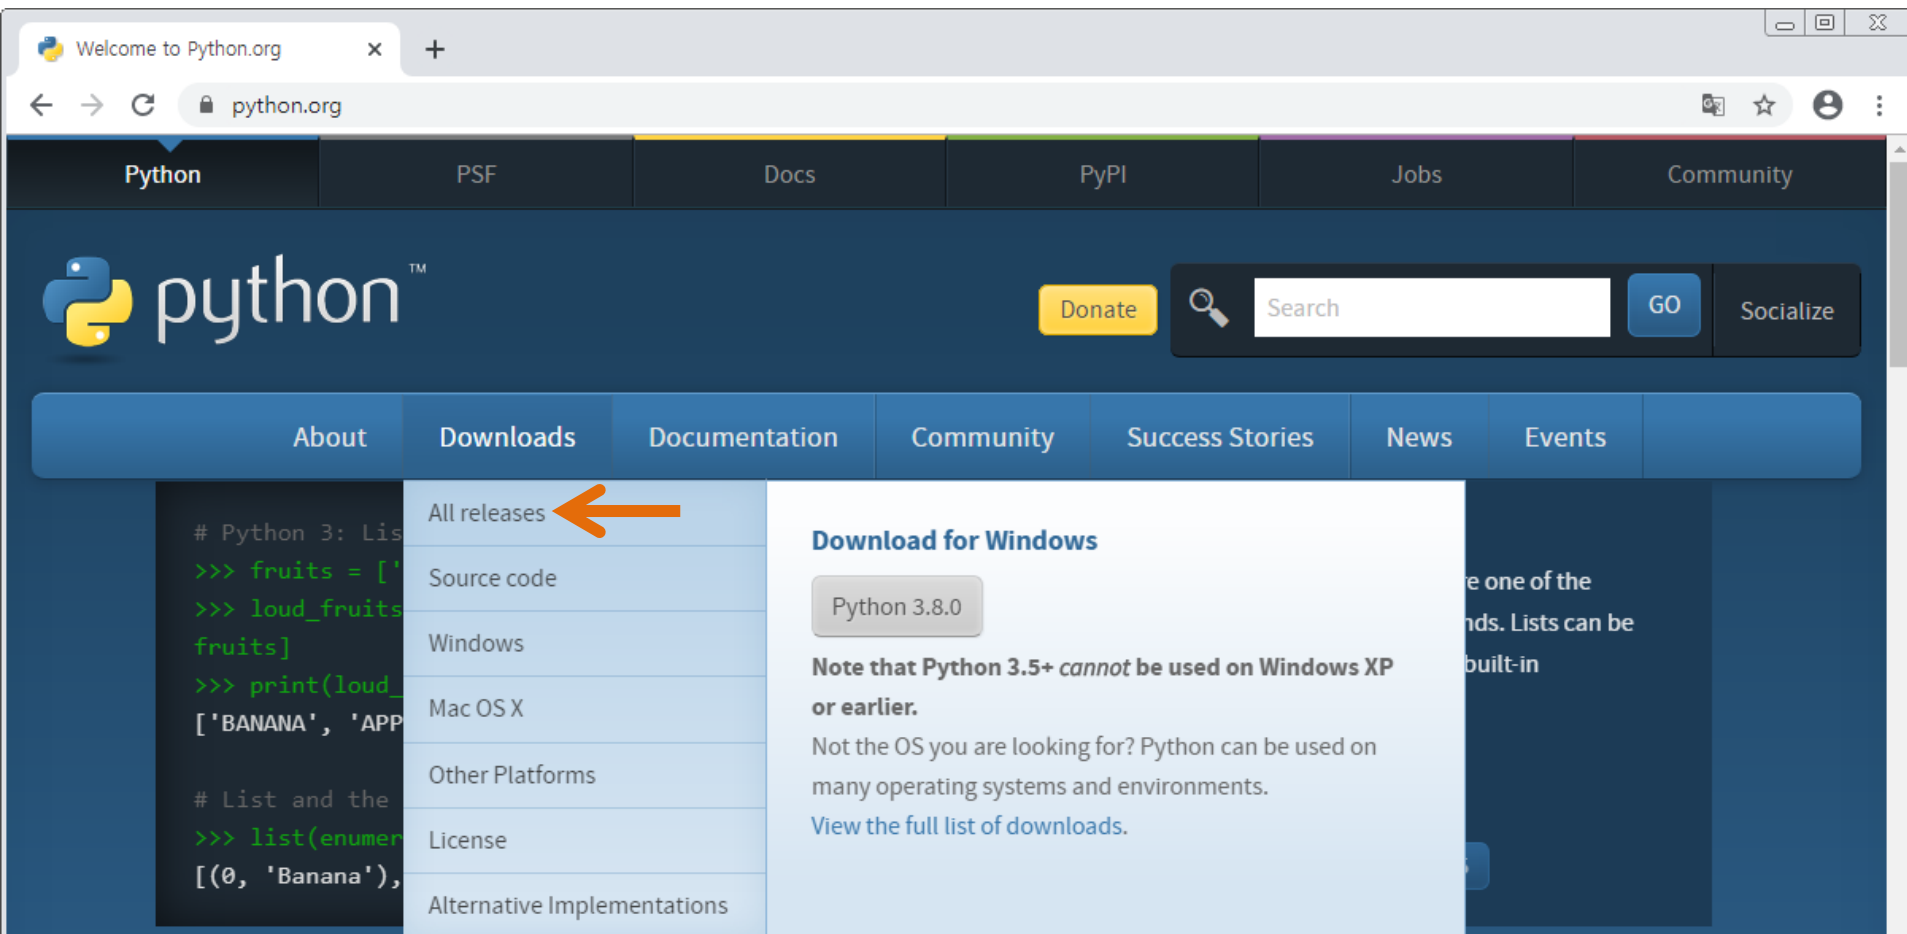 Welcome to Python.org
python.org
Python
PSF
Docs
PyPI
Jobs
Community
python™
Donate
Search
GO
Socialize
About
Downloads
Documentation
Community
Success Stories
News
Events
All releases
Source code
Windows
Mac OS X
Other Platforms
License
Alternative Implementations
Download for Windows
Python 3.8.0
Note that Python 3.5+ cannot be used on Windows XP
or earlier.
Not the OS you are looking for? Python can be used on
many operating systems and environments.
View the full list of downloads.
# Python 3: Lis
>>> fruits = ['
>>> loud_fruits
fruits]
>>> print(loud_
['BANANA', 'APP
# List and the
>>> list(enumer
[(0, 'Banana'),
one of the
Lists can be
built-in